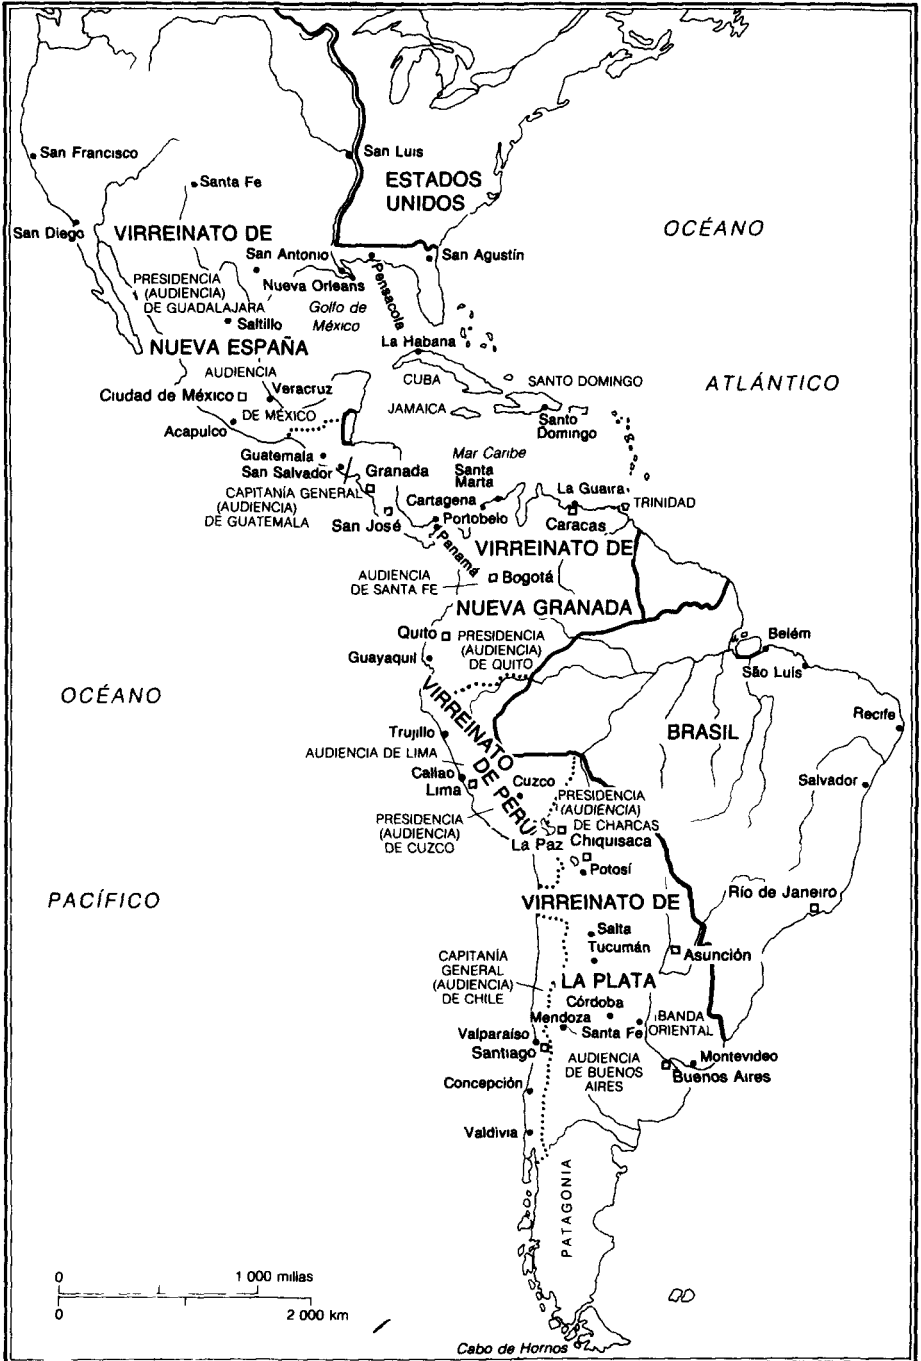 San Francisco
Santa Fe
San Luis
ESTADOS
UNIDOS
OCÉANO
San Diego
VIRREINATO DE
San Antonio
San Agustín
PRESIDENCIA
(AUDIENCIA)
DE GUADALAJARA
Nueva Orleans
Pensacola
Golfo de
México
Saltillo
NUEVA ESPAÑA
La Habana
AUDIENCIA
CUBA
SANTO DOMINGO
ATLÁNTICO
Ciudad de México
Veracruz
DE MÉXICO
JAMAICA
Santo
Domingo
Acapulco
Guatemala
San Salvador
Granada
Mar Caribe
Santa
Marta
La Guaira
TRINIDAD
CAPITANÍA GENERAL
(AUDIENCIA)
DE GUATEMALA
Cartagena
Portobelo
Caracas
San José
Panamá
VIRREINATO DE
AUDIENCIA
DE SANTA FE
Bogotá
NUEVA GRANADA
Quito
PRESIDENCIA
(AUDIENCIA)
DE QUITO
Guayaquil
Belém
São Luís
OCÉANO
VIRREINATO
DE PERÚ
BRASIL
Recife
Trujillo
AUDIENCIA DE LIMA
Callao
Lima
Cuzco
Salvador
PRESIDENCIA
(AUDIENCIA)
DE CUZCO
PRESIDENCIA
(AUDIENCIA)
DE CHARCAS
La Paz
Chiquisaca
Potosí
PACÍFICO
VIRREINATO DE
Río de Janeiro
Salta
Tucumán
Asunción
CAPITANÍA
GENERAL
(AUDIENCIA)
DE CHILE
LA PLATA
Córdoba
Mendoza
Santa Fe
BANDA
ORIENTAL
Valparaíso
Santiago
AUDIENCIA
DE BUENOS
AIRES
Montevideo
Buenos Aires
Concepción
Valdivia
PATAGONIA
0 1 000 millas
0 2 000 km
Cabo de Hornos